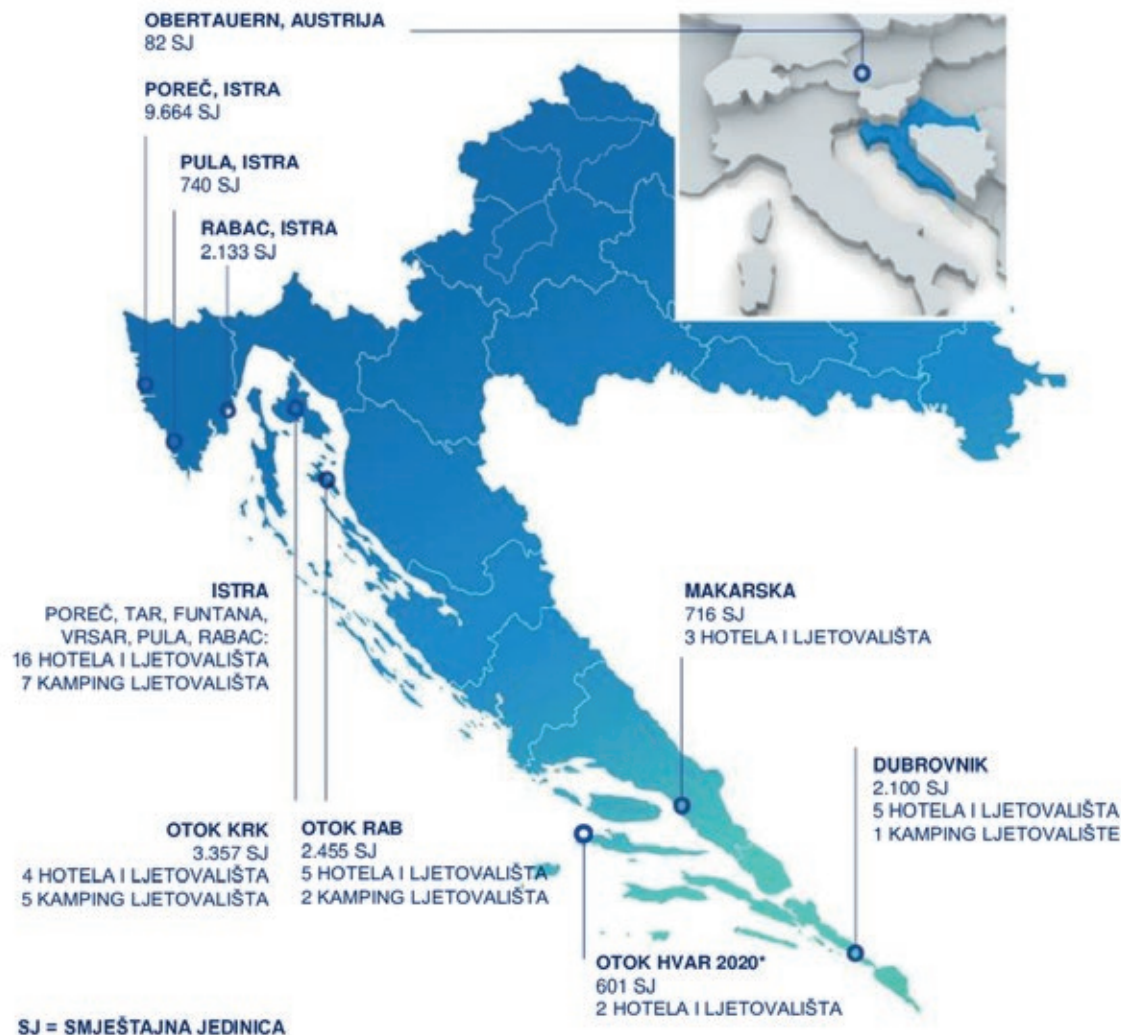 OBERTAUERN, AUSTRIJA
82 SJ
POREČ, ISTRA
9.664 SJ
PULA, ISTRA
740 SJ
RABAC, ISTRA
2.133 SJ
ISTRA
POREČ, TAR, FUNTANA,
VRSAR, PULA, RABAC:
16 HOTELA I LJETOVALIŠTA
7 KAMPING LJETOVALIŠTA
MAKARSKA
716 SJ
3 HOTELA I LJETOVALIŠTA
DUBROVNIK
2.100 SJ
5 HOTELA I LJETOVALIŠTA
1 KAMPING LJETOVALIŠTE
OTOK KRK
3.357 SJ
4 HOTELA I LJETOVALIŠTA
5 KAMPING LJETOVALIŠTA
OTOK RAB
2.455 SJ
5 HOTELA I LJETOVALIŠTA
2 KAMPING LJETOVALIŠTA
OTOK HVAR 2020*
601 SJ
2 HOTELA I LJETOVALIŠTA
SJ = SMJEŠTAJNA JEDINICA